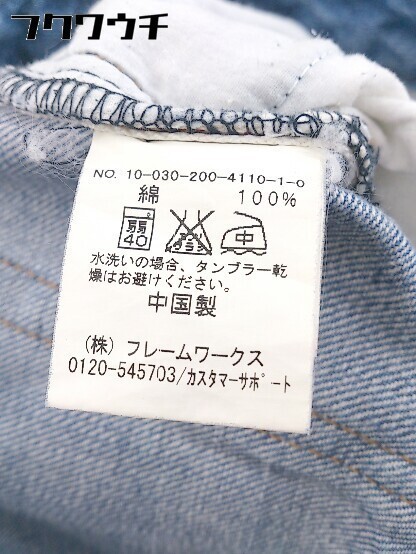 フクワウチ
NO. 10-030-200-4110-1-0
綿 100%
弱 40 中
水洗いの場合、タンブラー乾
燥はお避けください。
中国製
(株) フレームワークス
0120-545703/カスタマーサポート